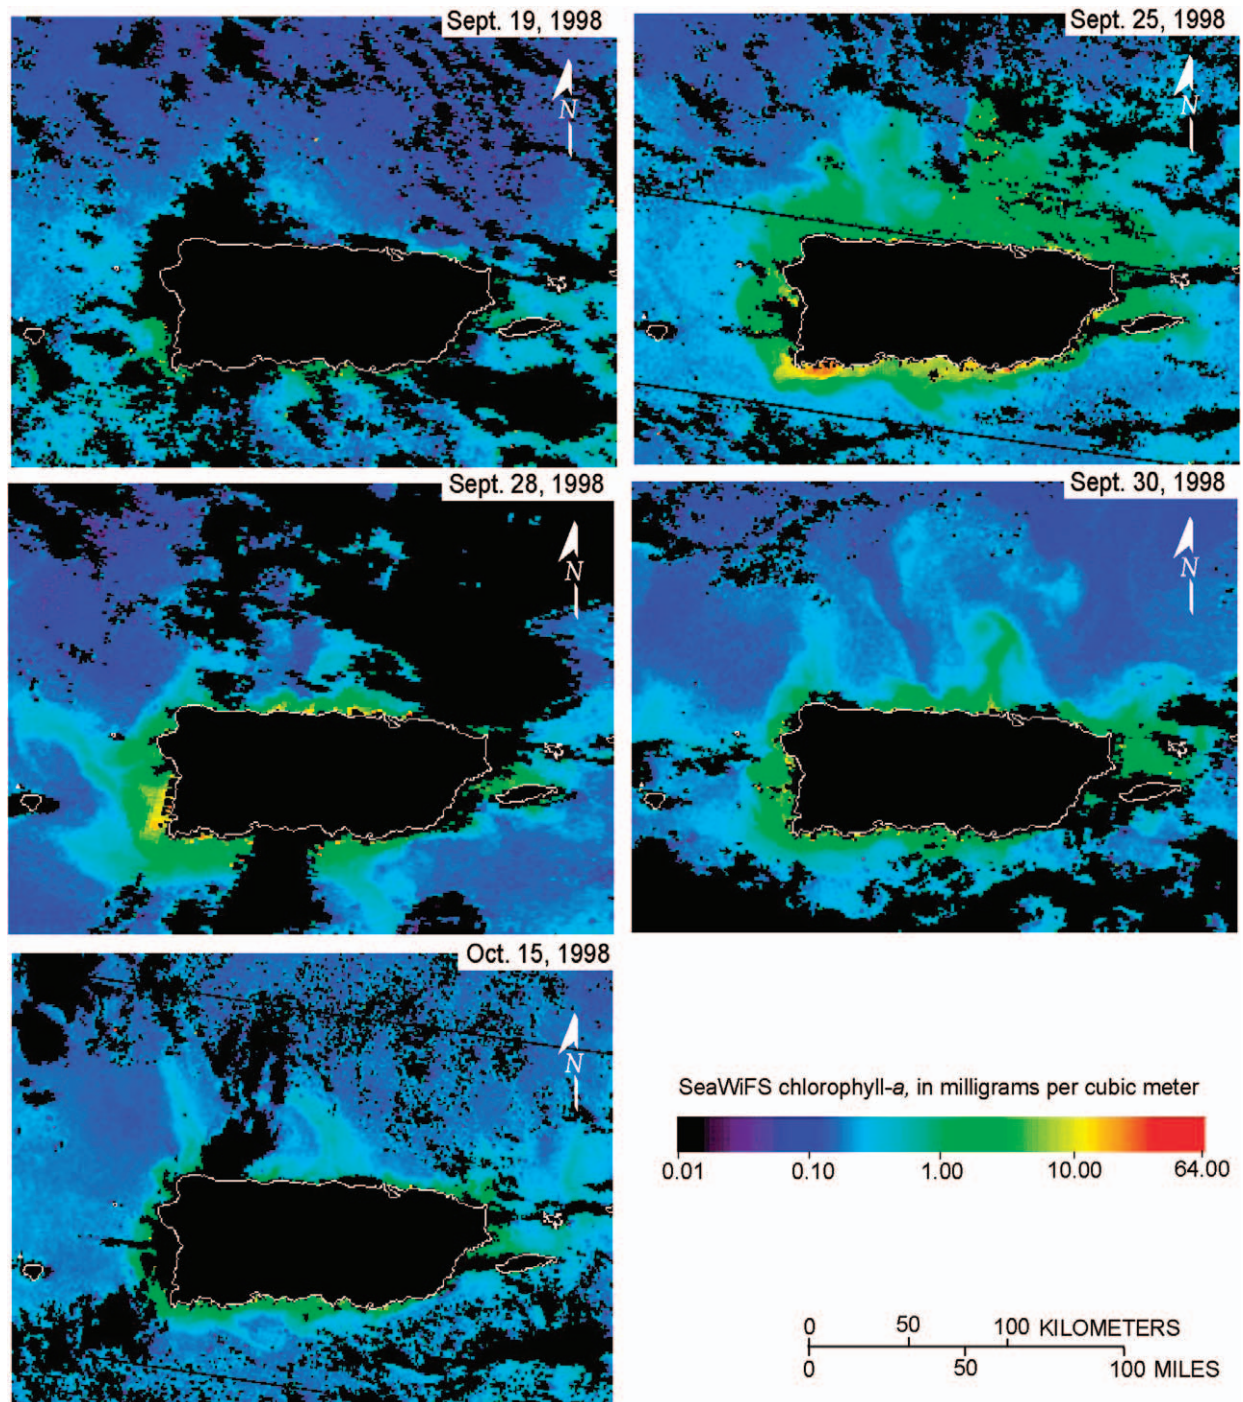 Sept. 19, 1998
Sept. 25, 1998
N
N
Sept. 28, 1998
Sept. 30, 1998
N
N
Oct. 15, 1998
N
SeaWiFS chlorophyll-a, in milligrams per cubic meter
0.01 0.10 1.00 10.00 64.00
0 50 100 KILOMETERS
0 50 100 MILES